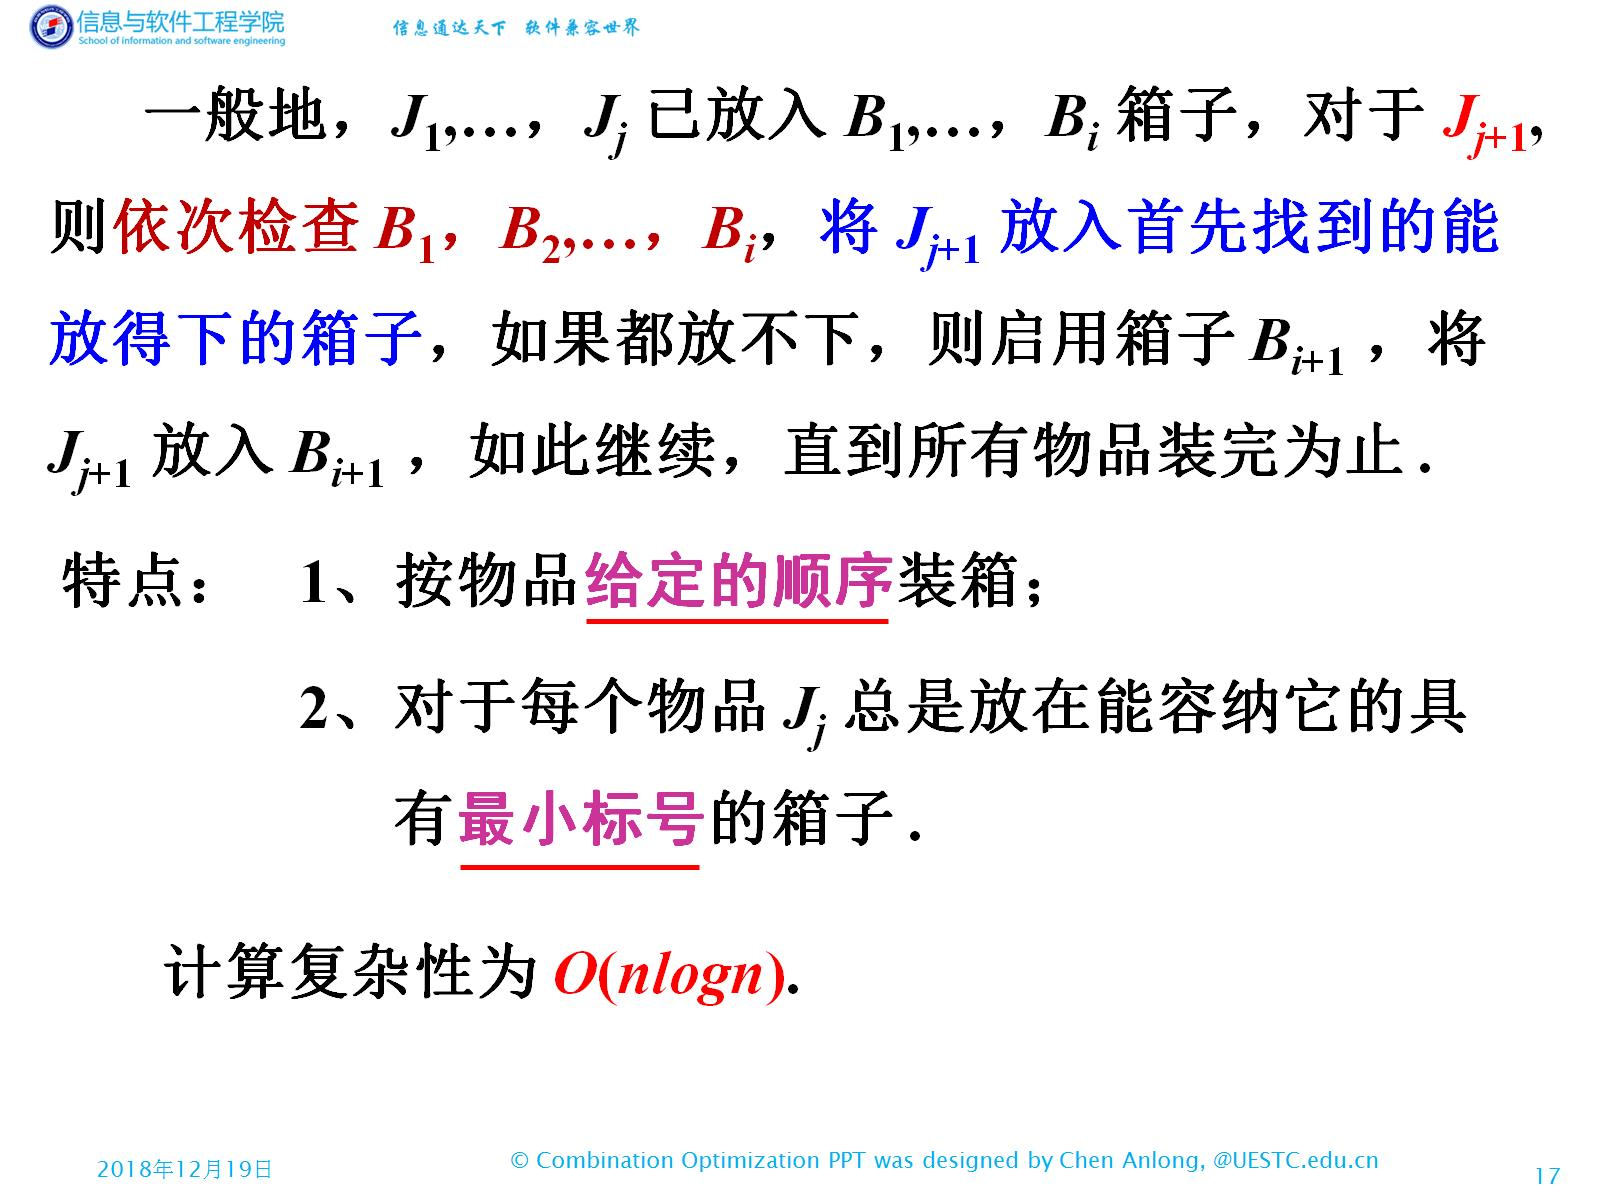 信息与软件工程学院
School of information and software engineering
信息通达天下 软件兼容世界
一般地，J1,…，Jj 已放入 B1,…，Bi 箱子，对于 Jj+1,
则依次检查 B1，B2,…，Bi，将 Jj+1 放入首先找到的能
放得下的箱子，如果都放不下，则启用箱子 Bi+1 ，将
Jj+1 放入 Bi+1 ，如此继续，直到所有物品装完为止 .
特点： 1、按物品给定的顺序装箱；
2、对于每个物品 Jj 总是放在能容纳它的具
有最小标号的箱子 .
计算复杂性为 O(nlogn).
2018年12月19日
© Combination Optimization PPT was designed by Chen Anlong, @UESTC.edu.cn
17